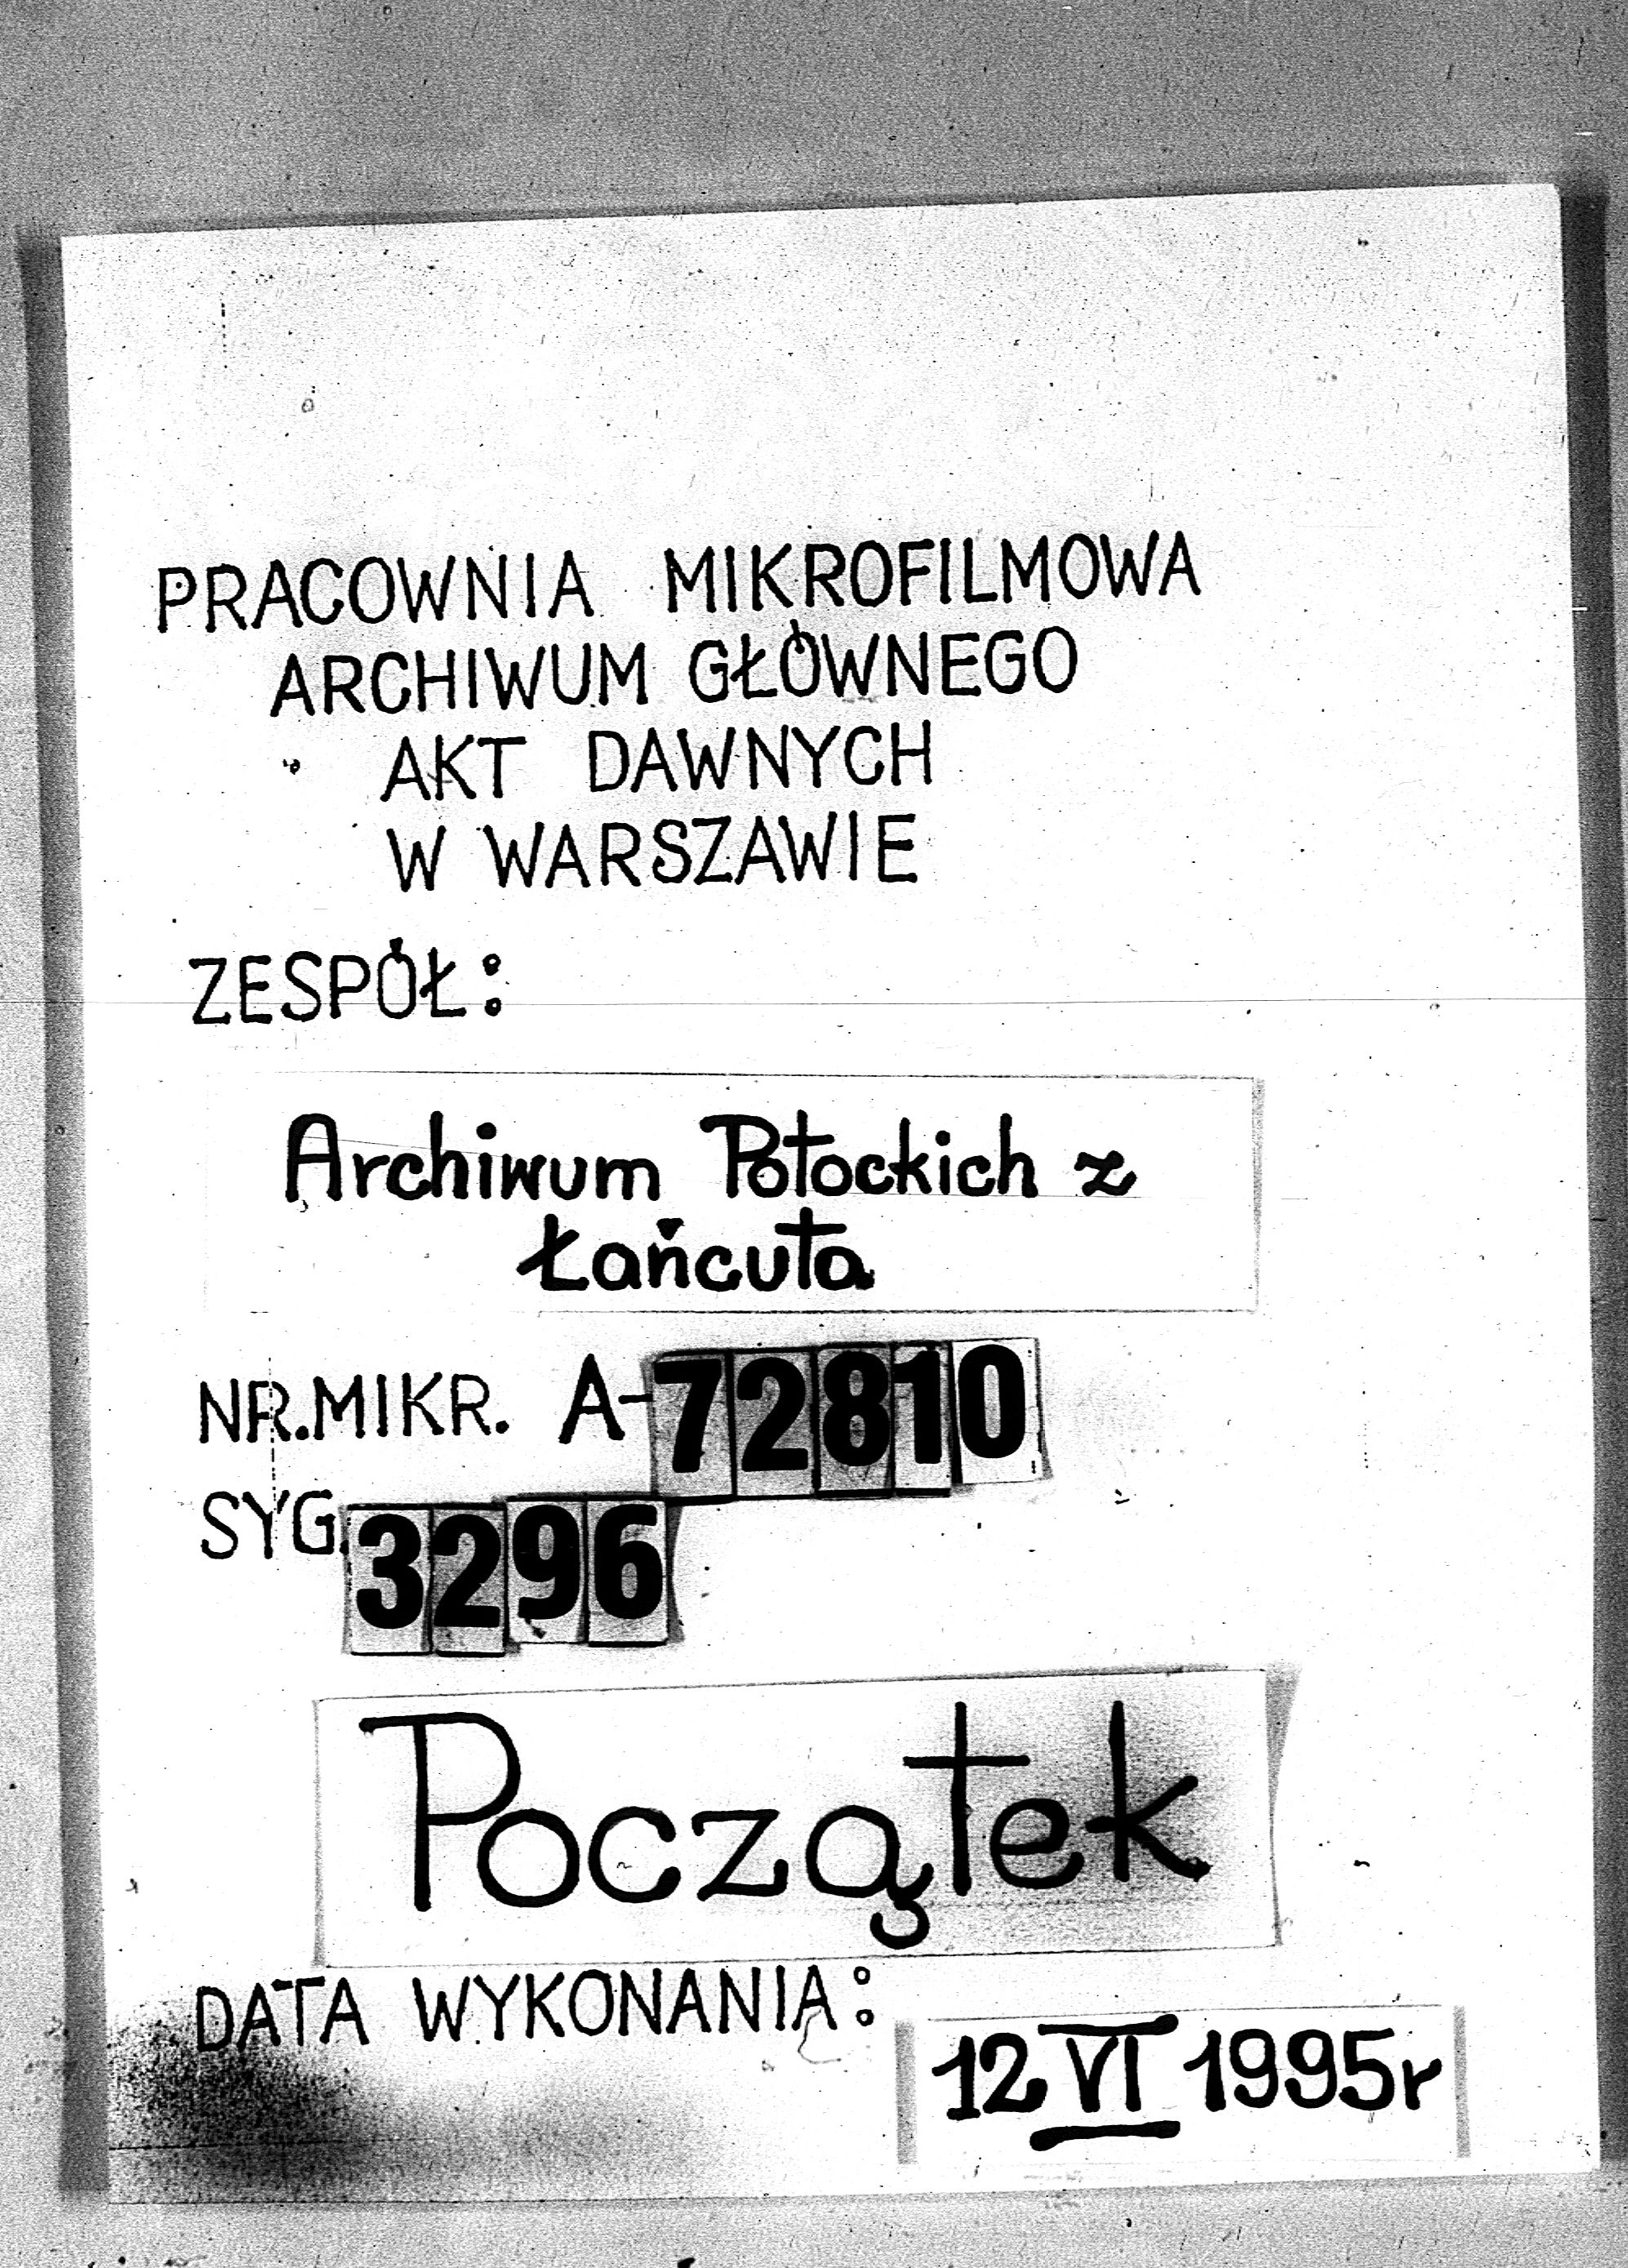 PRACOWNIA MIKROFILMOWA
ARCHIWUM GŁÓWNEGO
AKT DAWNYCH
W WARSZAWIE
ZESPÓŁ:
Archiwum Potockich z
Łańcuta
NR.MIKR. A-72810
SYG. 3296
Początek
DATA WYKONANIA:
12 VI 1995r